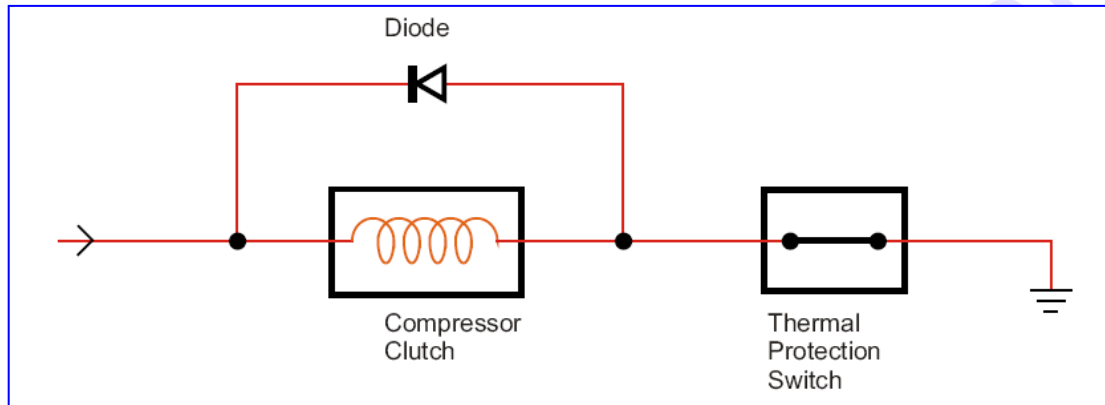 Diode
Compressor
Clutch
Thermal
Protection
Switch